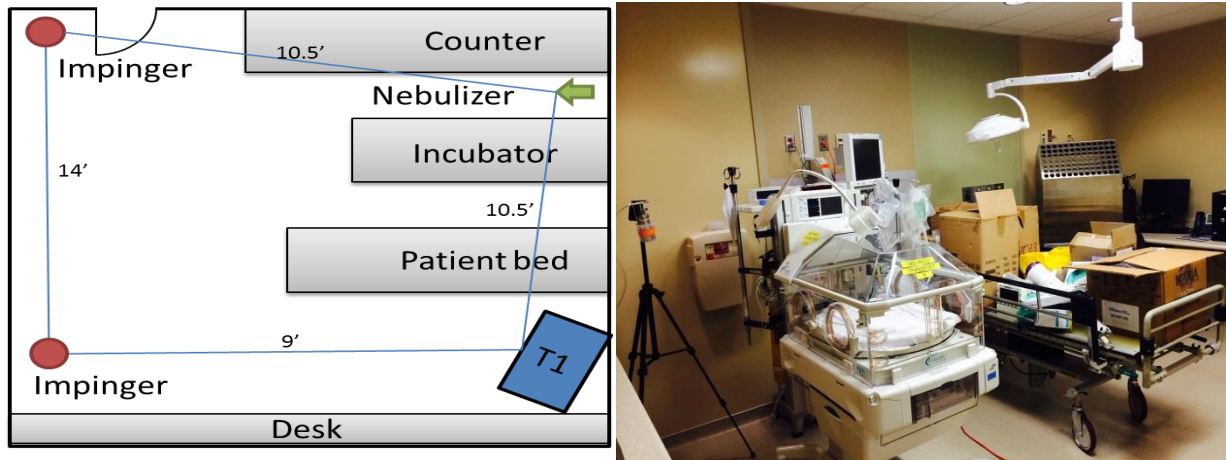 Counter
10.5’
Impinger
Nebulizer
Incubator
14’
10.5’
Patient bed
9’
T1
Impinger
Desk